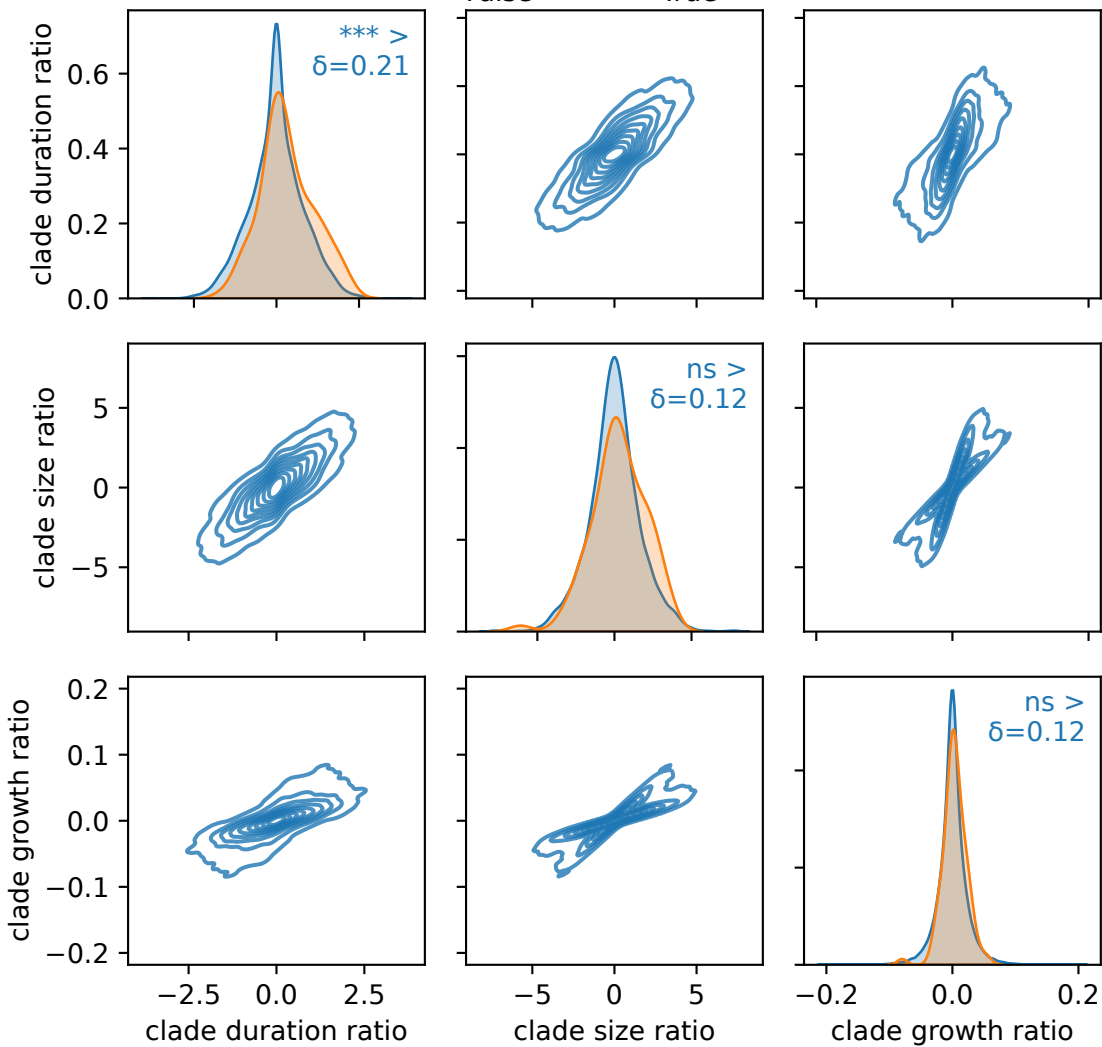 *** >
δ=0.21
clade duration ratio
0.6
0.4
0.2
0.0
ns >
δ=0.12
clade size ratio
5
0
−5
ns >
δ=0.12
clade growth ratio
0.2
0.1
0.0
−0.1
−0.2
−2.5 0.0 2.5
−5 0 5
−0.2 0.0 0.2
clade duration ratio
clade size ratio
clade growth ratio